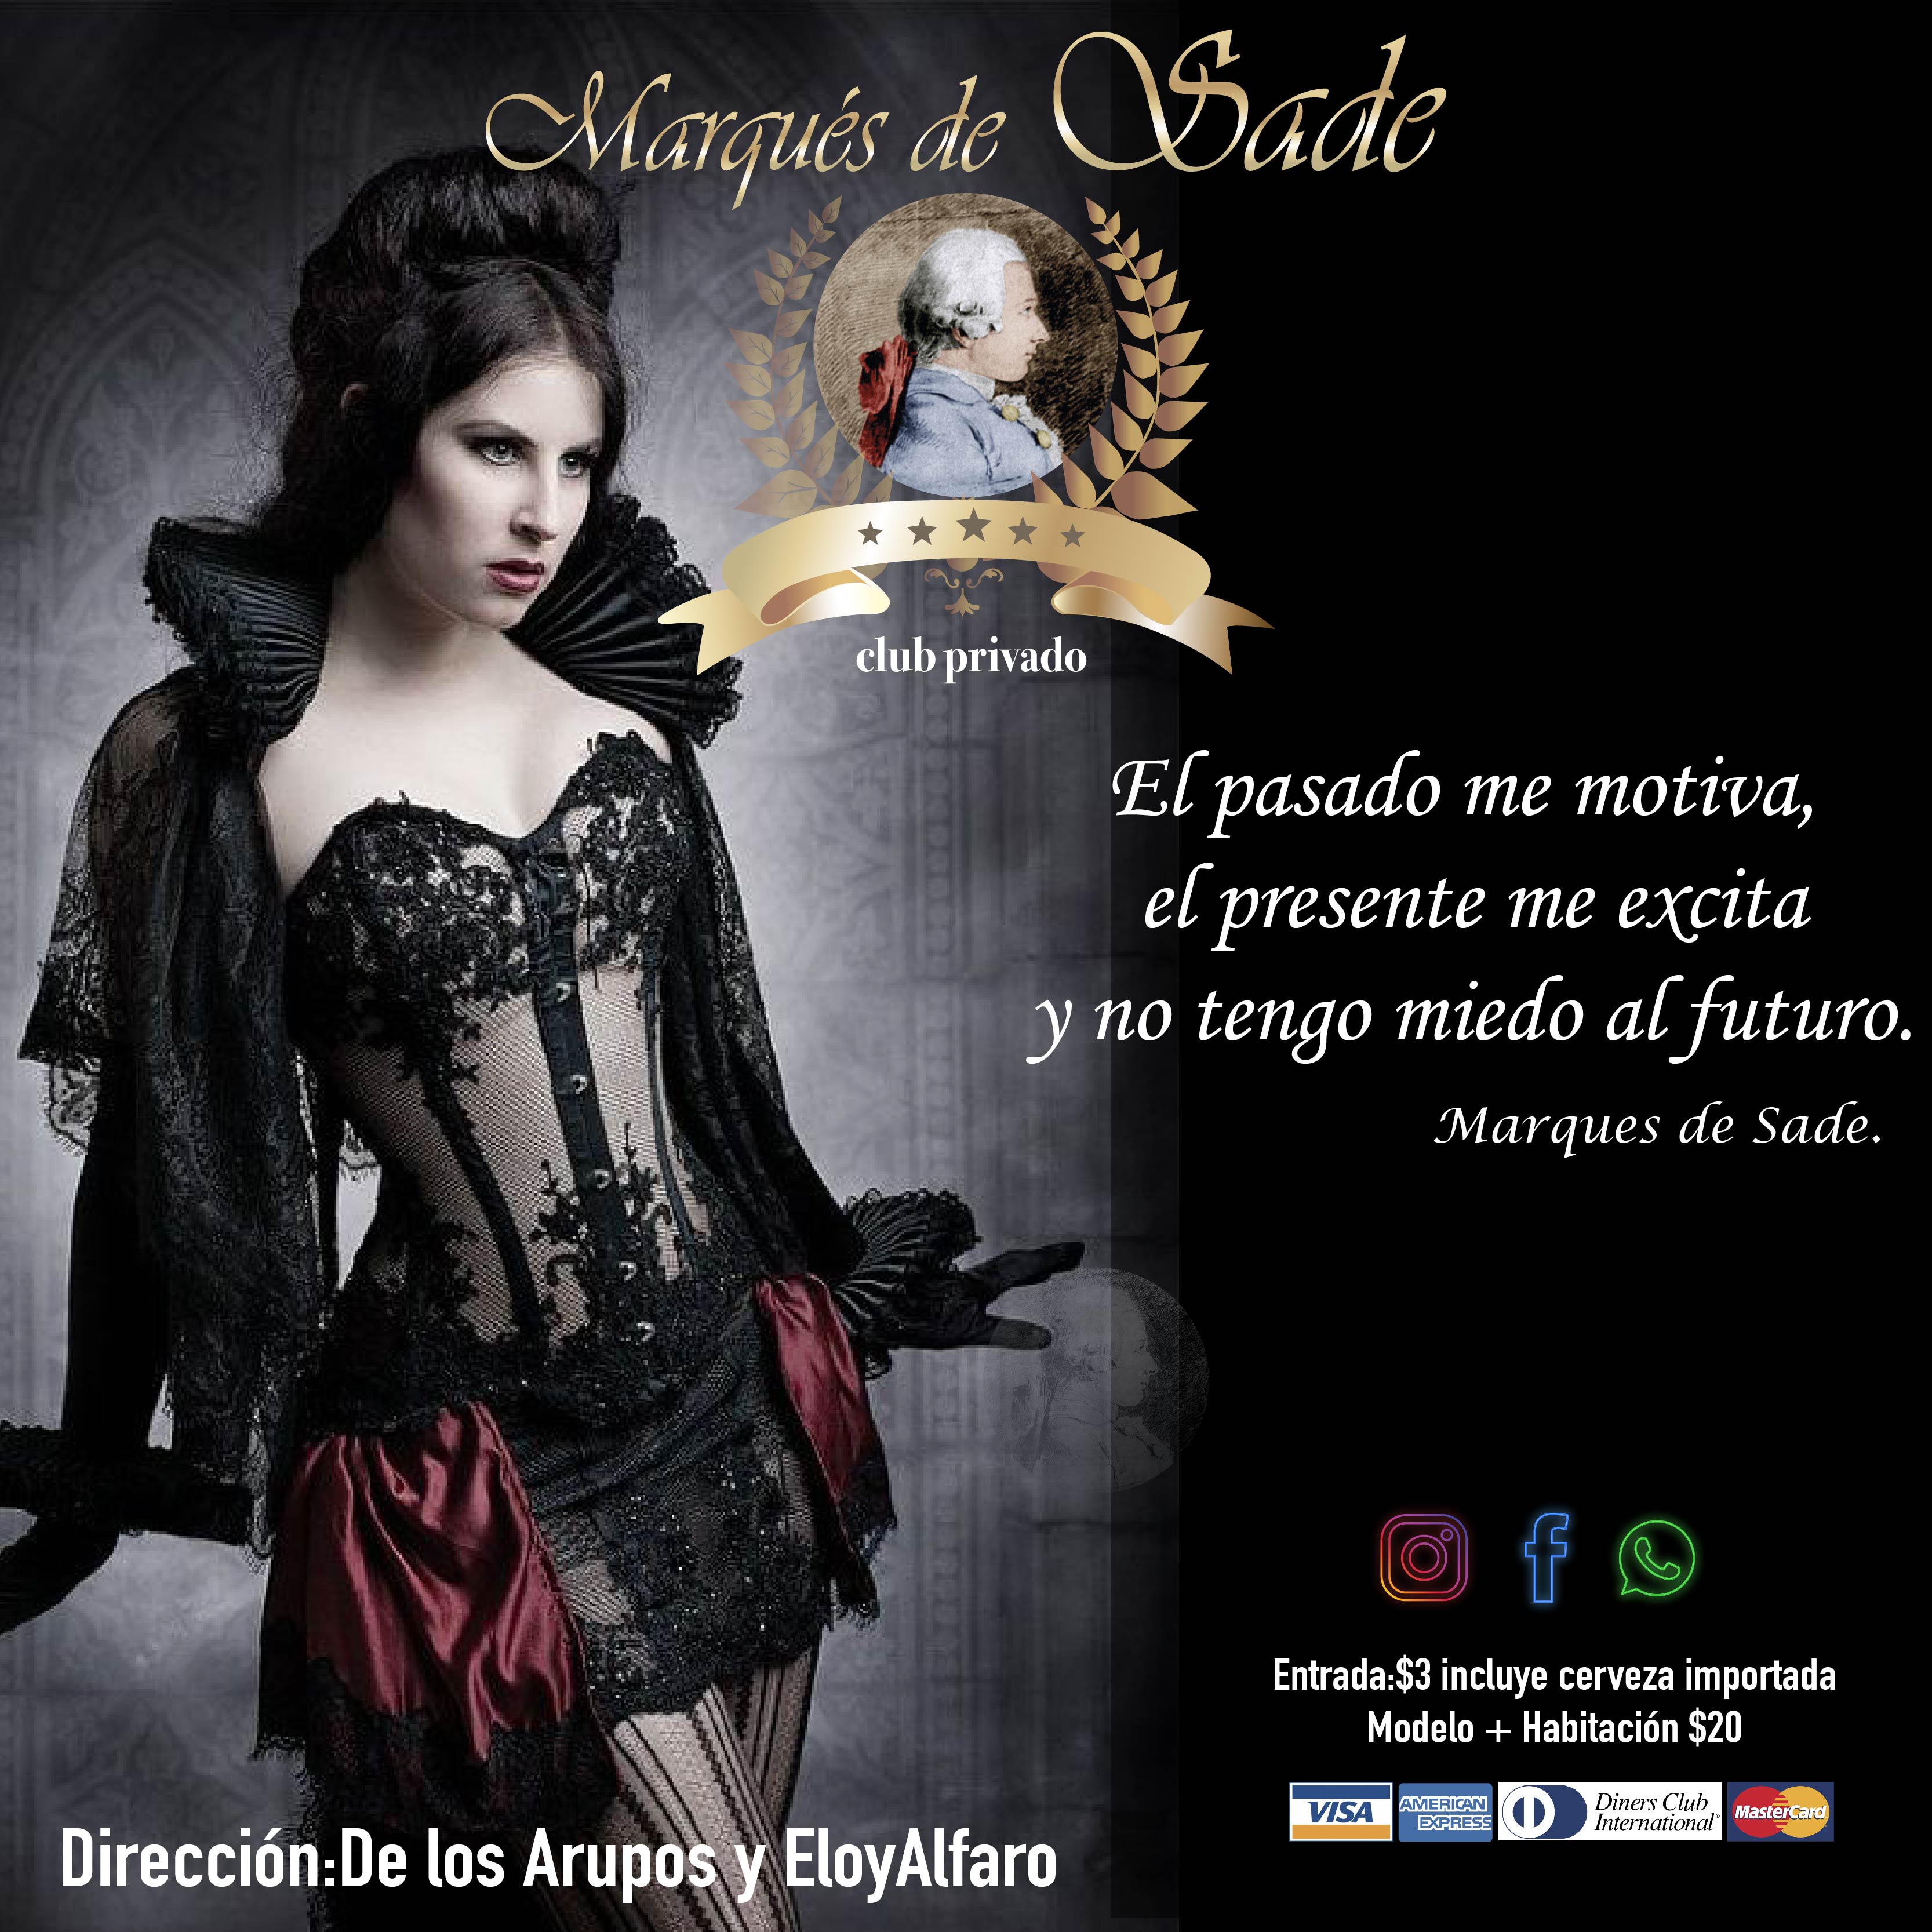 Marqués de Sade
club privado
El pasado me motiva,
el presente me excita
y no tengo miedo al futuro.
Marques de Sade.
Entrada:$3 incluye cerveza importada
Modelo + Habitación $20
VISA
AMERICAN
EXPRESS
Diners Club
International®
MasterCard
Dirección:De los Arupos y EloyAlfaro